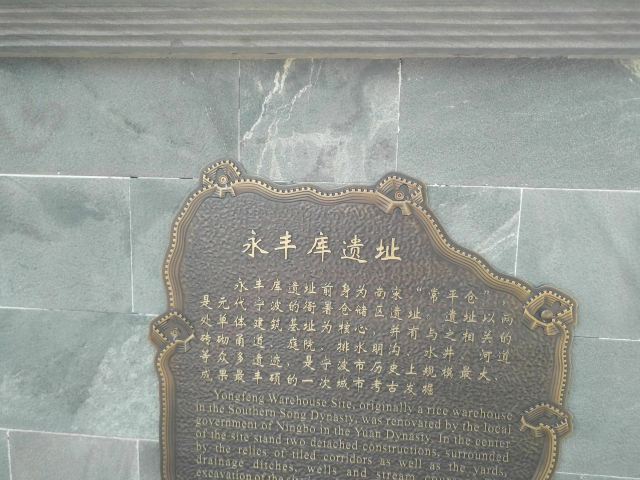 永丰库遗址
永丰库遗址前身为南宋“常平仓”，
是元代宁波衙署仓储区遗址，以两
处单体建筑基址为核心，并有与之相关的
砖砌甬道、庭院、排水明沟、水井、河道
等众多遗迹，是宁波市历史上规模最大、
成果最丰硕的一次城市考古发掘
Yongfeng Warehouse Site, originally a rice warehouse
in the Southern Song Dynasty, was renovated by the local
government of Ningbo in the Yuan Dynasty. In the center
of the site stand two detached constructions, surrounded
by the relics of tiled corridors as well as the yards,
drainage ditches, wells and stream
excavation of the